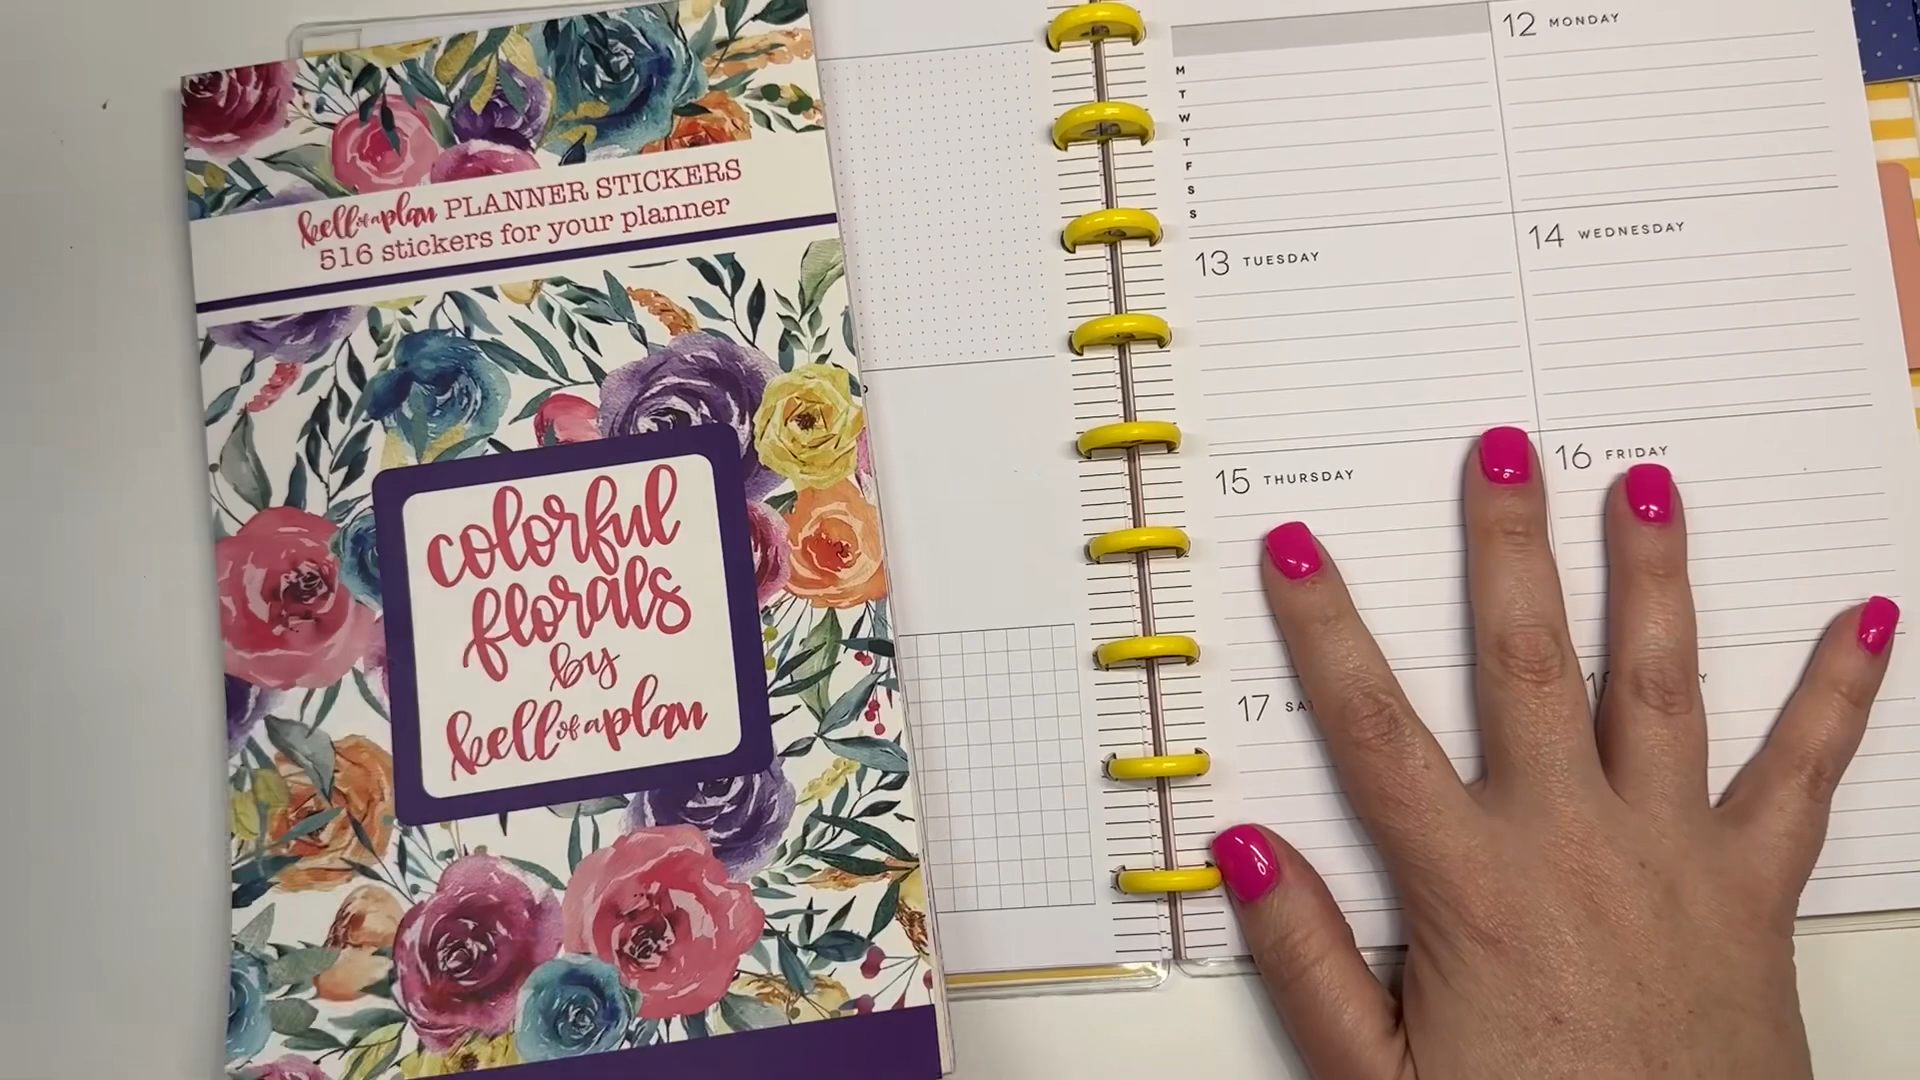 kell of a plan PLANNER STICKERS
516 stickers for your planner
colorful
florals
by
kell of a plan
M
T
W
T
F
S
S
12 MONDAY
13 TUESDAY
14 WEDNESDAY
15 THURSDAY
16 FRIDAY
17 SA